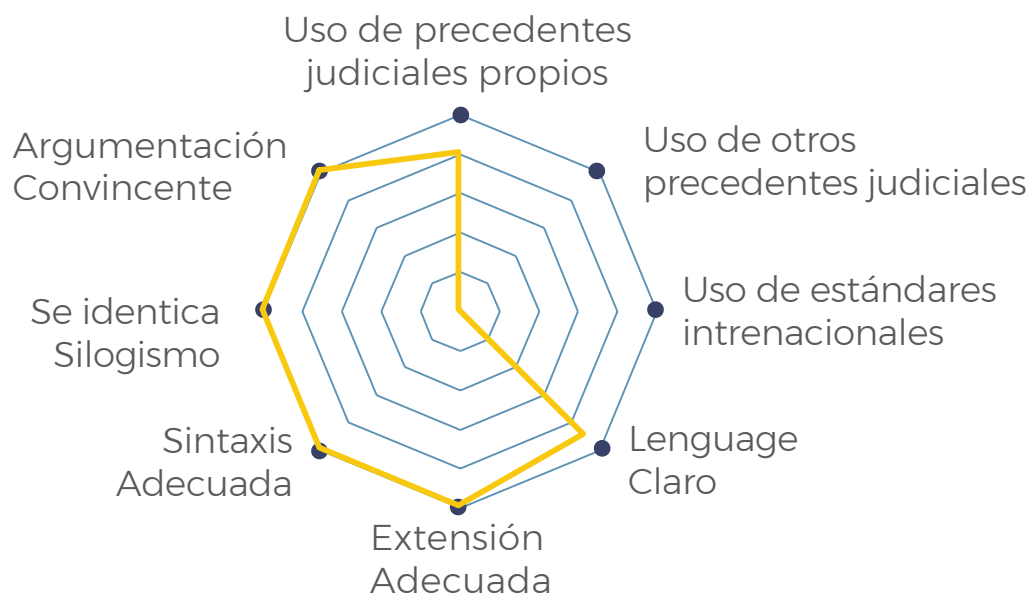 Uso de precedentes
judiciales propios
Uso de otros
precedentes judiciales
Uso de estándares
intrenacionales
Lenguage
Claro
Extensión
Adecuada
Sintaxis
Adecuada
Se identica
Silogismo
Argumentación
Convincente